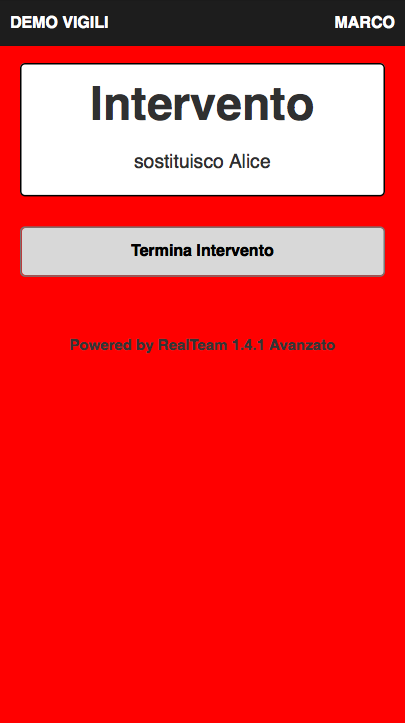 DEMO VIGILI MARCO
Intervento
sostituisco Alice
Termina Intervento
Powered by RealTeam 1.4.1 Avanzato